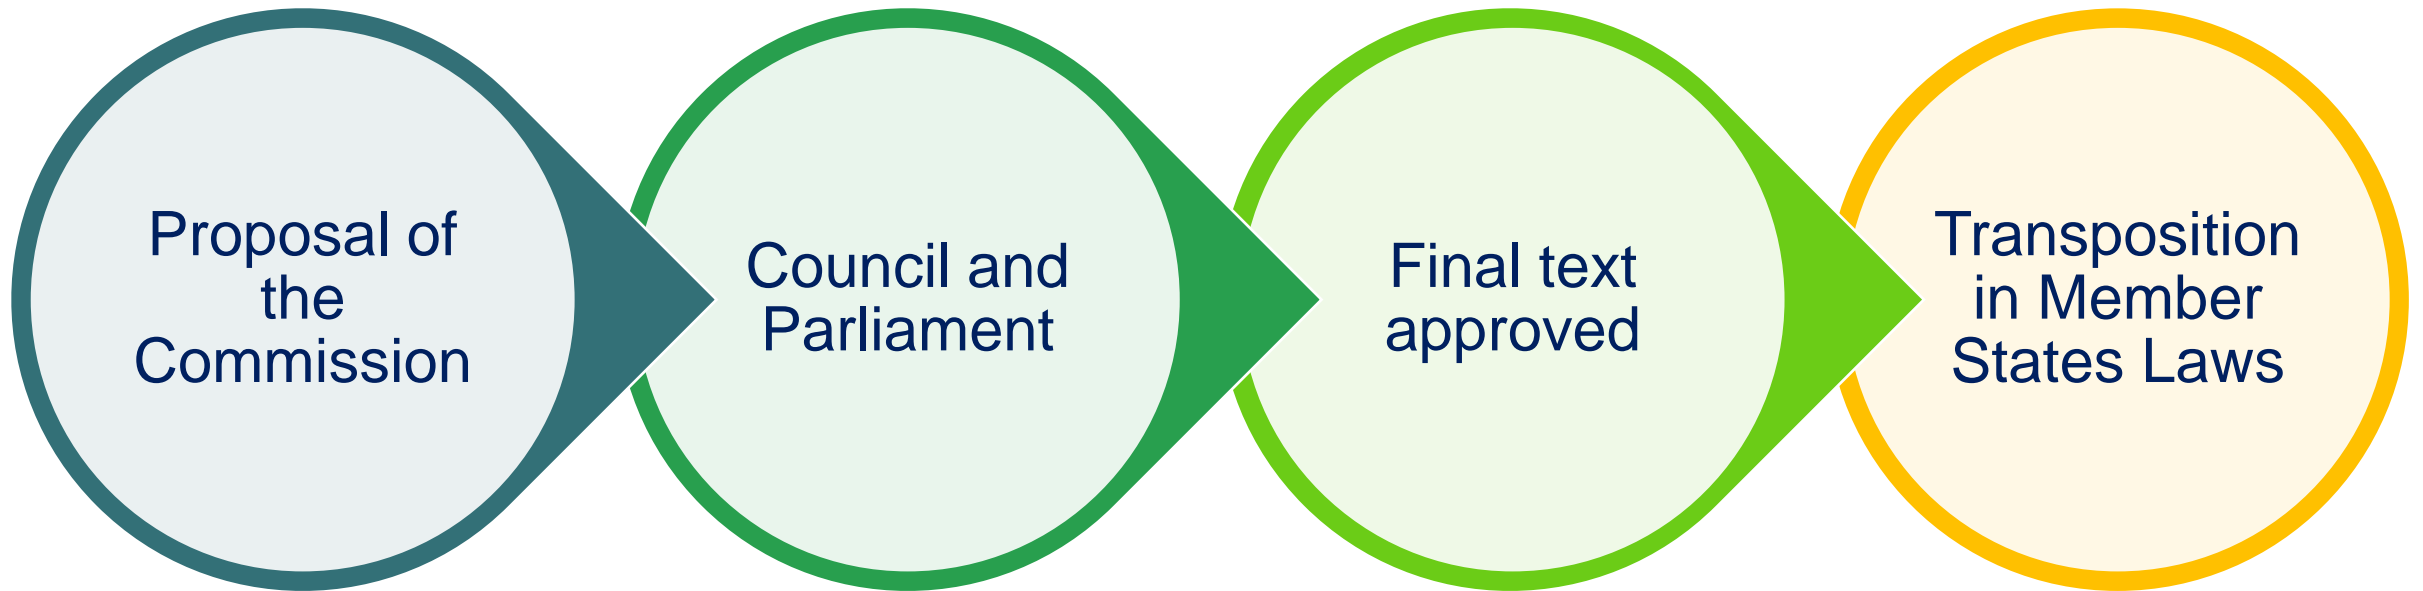 Proposal of
the
Commission
Council and
Parliament
Final text
approved
Transposition
in Member
States Laws